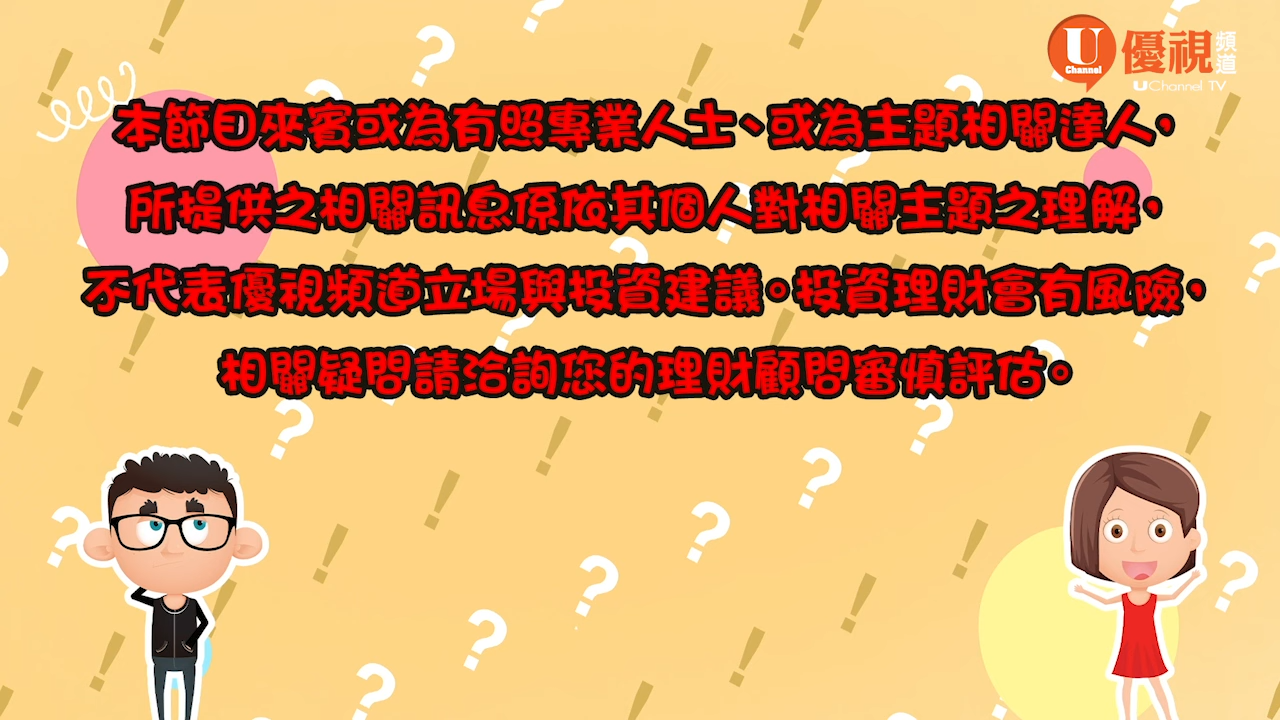 U Channel 優視頻道
UChannel TV
本節目來賓或為有照專業人士、或為主題相關達人，
所提供之相關訊息係依其個人對相關主題之理解，
不代表優視頻道立場與投資建議。投資理財會有風險，
相關疑問請洽詢您的理財顧問審慎評估。